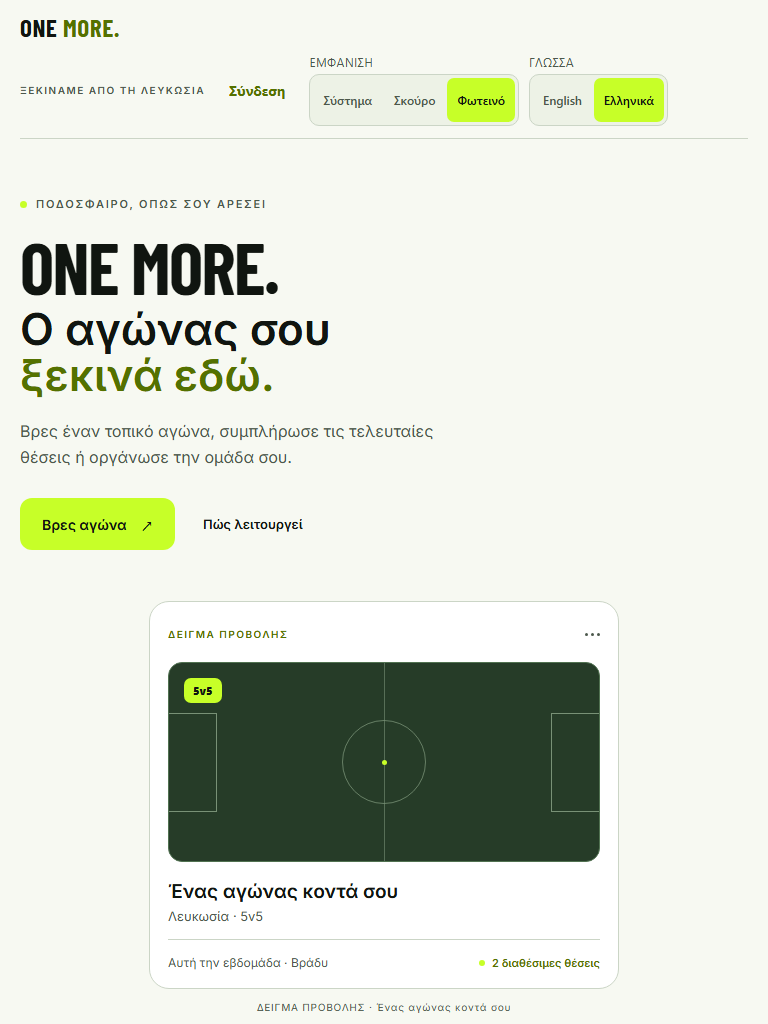 ONE MORE.
ΞΕΚΙΝΑΜΕ ΑΠΟ ΤΗ ΛΕΥΚΩΣΙΑ
Σύνδεση
ΕΜΦΑΝΙΣΗ
Σύστημα Σκούρο Φωτεινό
ΓΛΩΣΣΑ
English Ελληνικά
ΠΟΔΟΣΦΑΙΡΟ, ΟΠΩΣ ΣΟΥ ΑΡΕΣΕΙ
ONE MORE.
Ο αγώνας σου
ξεκινά εδώ.
Βρες έναν τοπικό αγώνα, συμπλήρωσε τις τελευταίες
θέσεις ή οργάνωσε την ομάδα σου.
Βρες αγώνα ↗
Πώς λειτουργεί
ΔΕΙΓΜΑ ΠΡΟΒΟΛΗΣ
5v5
Ένας αγώνας κοντά σου
Λευκωσία · 5v5
Αυτή την εβδομάδα · Βράδυ
2 διαθέσιμες θέσεις
ΔΕΙΓΜΑ ΠΡΟΒΟΛΗΣ · Ένας αγώνας κοντά σου